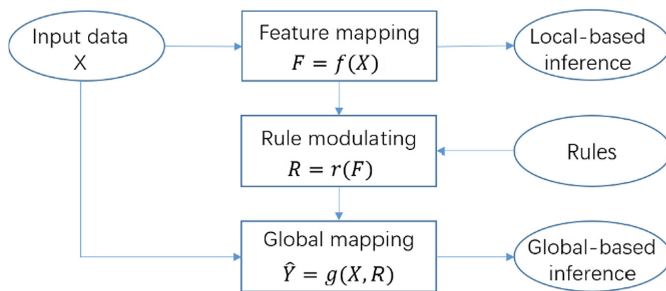 Input data
X
Feature mapping
F = f(X)
Local-based
inference
Rule modulating
R = r(F)
Rules
Global mapping
Ŷ = g(X, R)
Global-based
inference